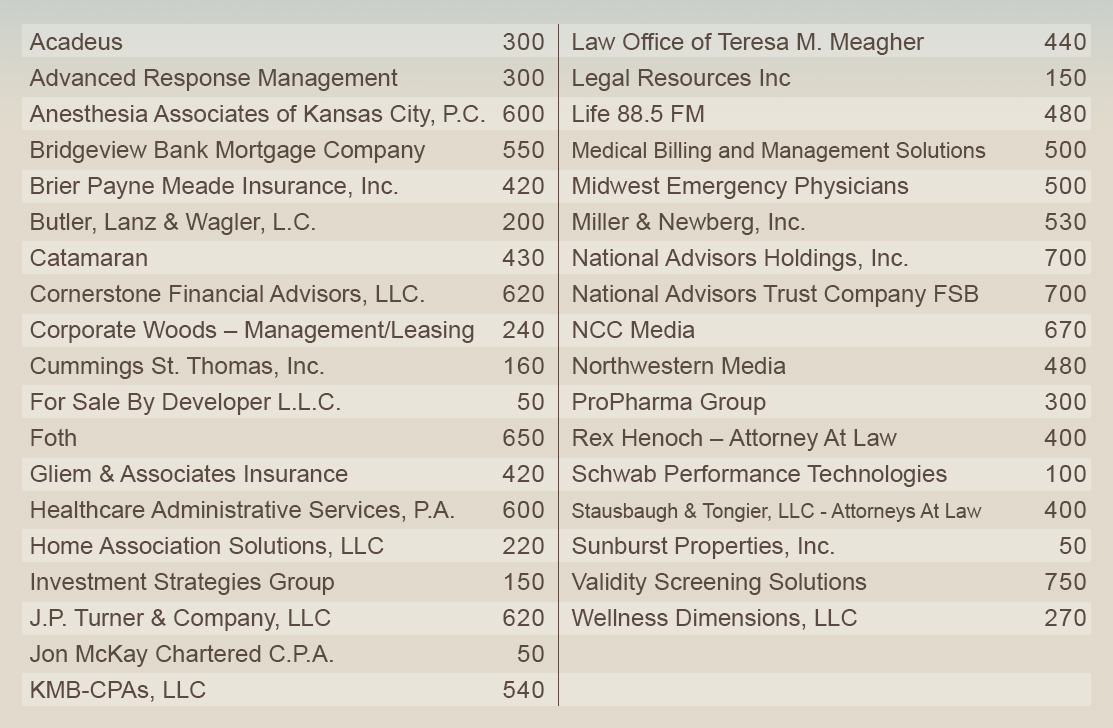 Acadeus 300
Advanced Response Management 300
Anesthesia Associates of Kansas City, P.C. 600
Bridgeview Bank Mortgage Company 550
Brier Payne Meade Insurance, Inc. 420
Butler, Lanz & Wagler, L.C. 200
Catamaran 430
Cornerstone Financial Advisors, LLC. 620
Corporate Woods – Management/Leasing 240
Cummings St. Thomas, Inc. 160
For Sale By Developer L.L.C. 50
Foth 650
Gliem & Associates Insurance 420
Healthcare Administrative Services, P.A. 600
Home Association Solutions, LLC 220
Investment Strategies Group 150
J.P. Turner & Company, LLC 620
Jon McKay Chartered C.P.A. 50
KMB-CPAs, LLC 540
Law Office of Teresa M. Meagher 440
Legal Resources Inc 150
Life 88.5 FM 480
Medical Billing and Management Solutions 500
Midwest Emergency Physicians 500
Miller & Newberg, Inc. 530
National Advisors Holdings, Inc. 700
National Advisors Trust Company FSB 700
NCC Media 670
Northwestern Media 480
ProPharma Group 300
Rex Henoch – Attorney At Law 400
Schwab Performance Technologies 100
Stausbaugh & Tongier, LLC - Attorneys At Law 400
Sunburst Properties, Inc. 50
Validity Screening Solutions 750
Wellness Dimensions, LLC 270